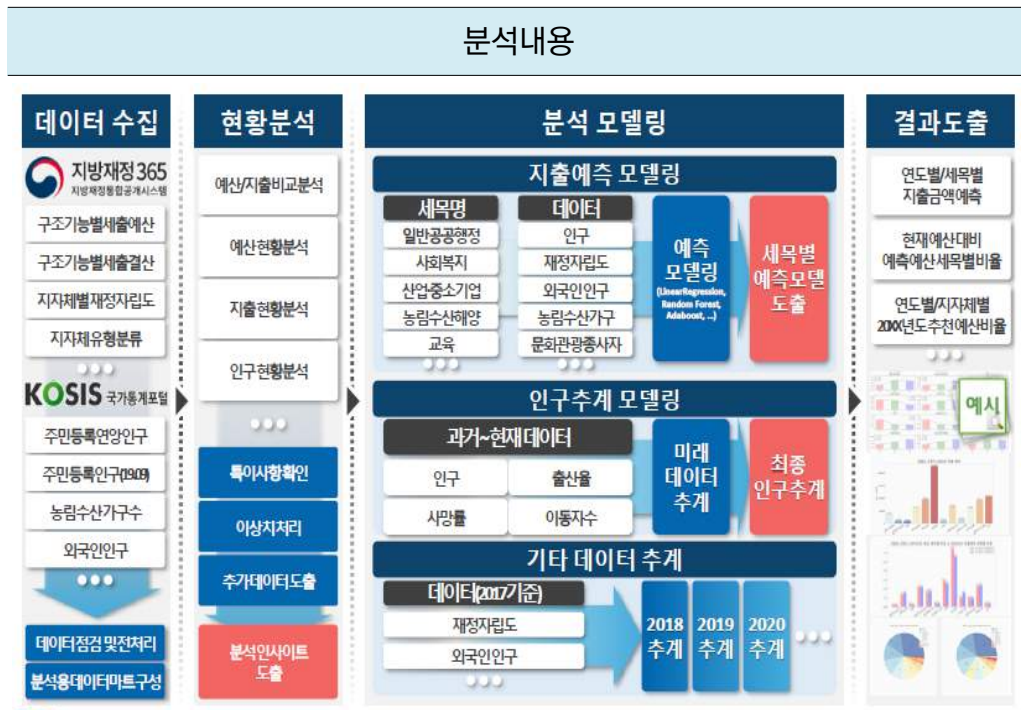 분석내용
데이터 수집
지방재정 365
지방재정통합공개시스템
구조기능별세출예산
구조기능별세출결산
지자체별재정자립도
지자체유형분류
KOSIS 국가통계포털
주민등록연앙인구
주민등록인구(19.09)
농림수산가구수
외국인인구
데이터점검 및전처리
분석용데이터마트구성
현황분석
예산/지출비교분석
예산현황분석
지출현황분석
인구현황분석
특이사항확인
이상치처리
추가데이터도출
분석인사이트
도출
분석 모델링
지출예측 모델링
세목명
일반공공행정
사회복지
산업·중소기업
농림수산해양
교육
데이터
인구
재정자립도
외국인인구
농림수산가구
문화관광종사자
예측
모델링
(LinearRegression,
Random Forest,
Adaboost, ...)
세목별
예측모델
도출
인구추계 모델링
과거~현재데이터
인구
출산율
사망률
이동자수
미래
데이터
추계
최종
인구추계
기타 데이터 추계
데이터(2017기준)
재정자립도
외국인인구
2018
추계
2019
추계
2020
추계
결과도출
연도별/세목별
지출금액예측
현재예산대비
예측예산세목별비율
연도별/지자체별
20XX년도추천예산비율
예시